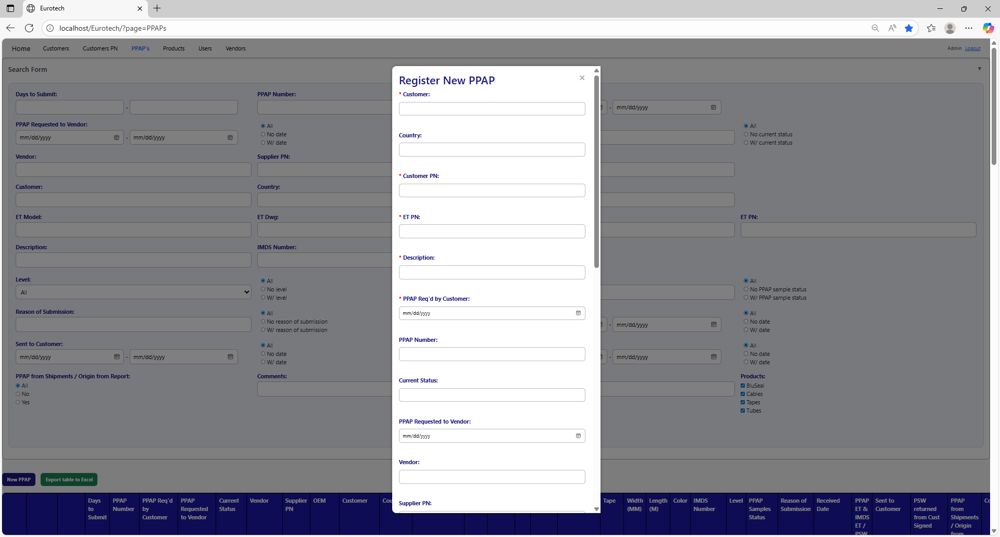 Eurotech
localhost/Eurotech/?page=PPAPs
Home Customers Customers PN PPAP's Products Users Vendors Admin Logout
Search Form
Register New PPAP
* Customer:
Country:
* Customer PN:
* ET PN:
* Description:
* PPAP Req'd by Customer:
mm/dd/yyyy
PPAP Number:
Current Status:
PPAP Requested to Vendor:
mm/dd/yyyy
Vendor:
Supplier PN:
Days to Submit: PPAP Number:
- - mm/dd/yyyy
PPAP Requested to Vendor:
mm/dd/yyyy - mm/dd/yyyy
All
No date
W/ date
All
No current status
W/ current status
Vendor: Supplier PN:
Customer: Country:
ET Model: ET Dwg: ET PN:
Description: IMDS Number:
Level:
All
All
No level
W/ level
All
No PPAP sample status
W/ PPAP sample status
Reason of Submission:
All
No reason of submission
W/ reason of submission
- mm/dd/yyyy
All
No date
W/ date
Sent to Customer:
mm/dd/yyyy - mm/dd/yyyy
All
No date
W/ date
- mm/dd/yyyy
All
No date
W/ date
PPAP from Shipments / Origin from Report:
All
No
Yes
Comments:
Products:
BluSeal
Cables
Tapes
Tubes
New PPAP Export table to Excel
Days
to
Submit
PPAP
Number
PPAP Req'd
by
Customer
PPAP
Requested
to Vendor
Current
Status
Vendor
Supplier
PN
OEM
Customer
Cou
Tape
Width
(MM)
Length
(M)
Color
IMDS
Number
Level
PPAP
Samples
Status
Reason of
Submission
Received
Date
PPAP
ET &
IMDS
ET /
PSW
Sent to
Customer
PSW
returned
from Cust
Signed
PPAP
from
Shipments
/ Origin
from
Co